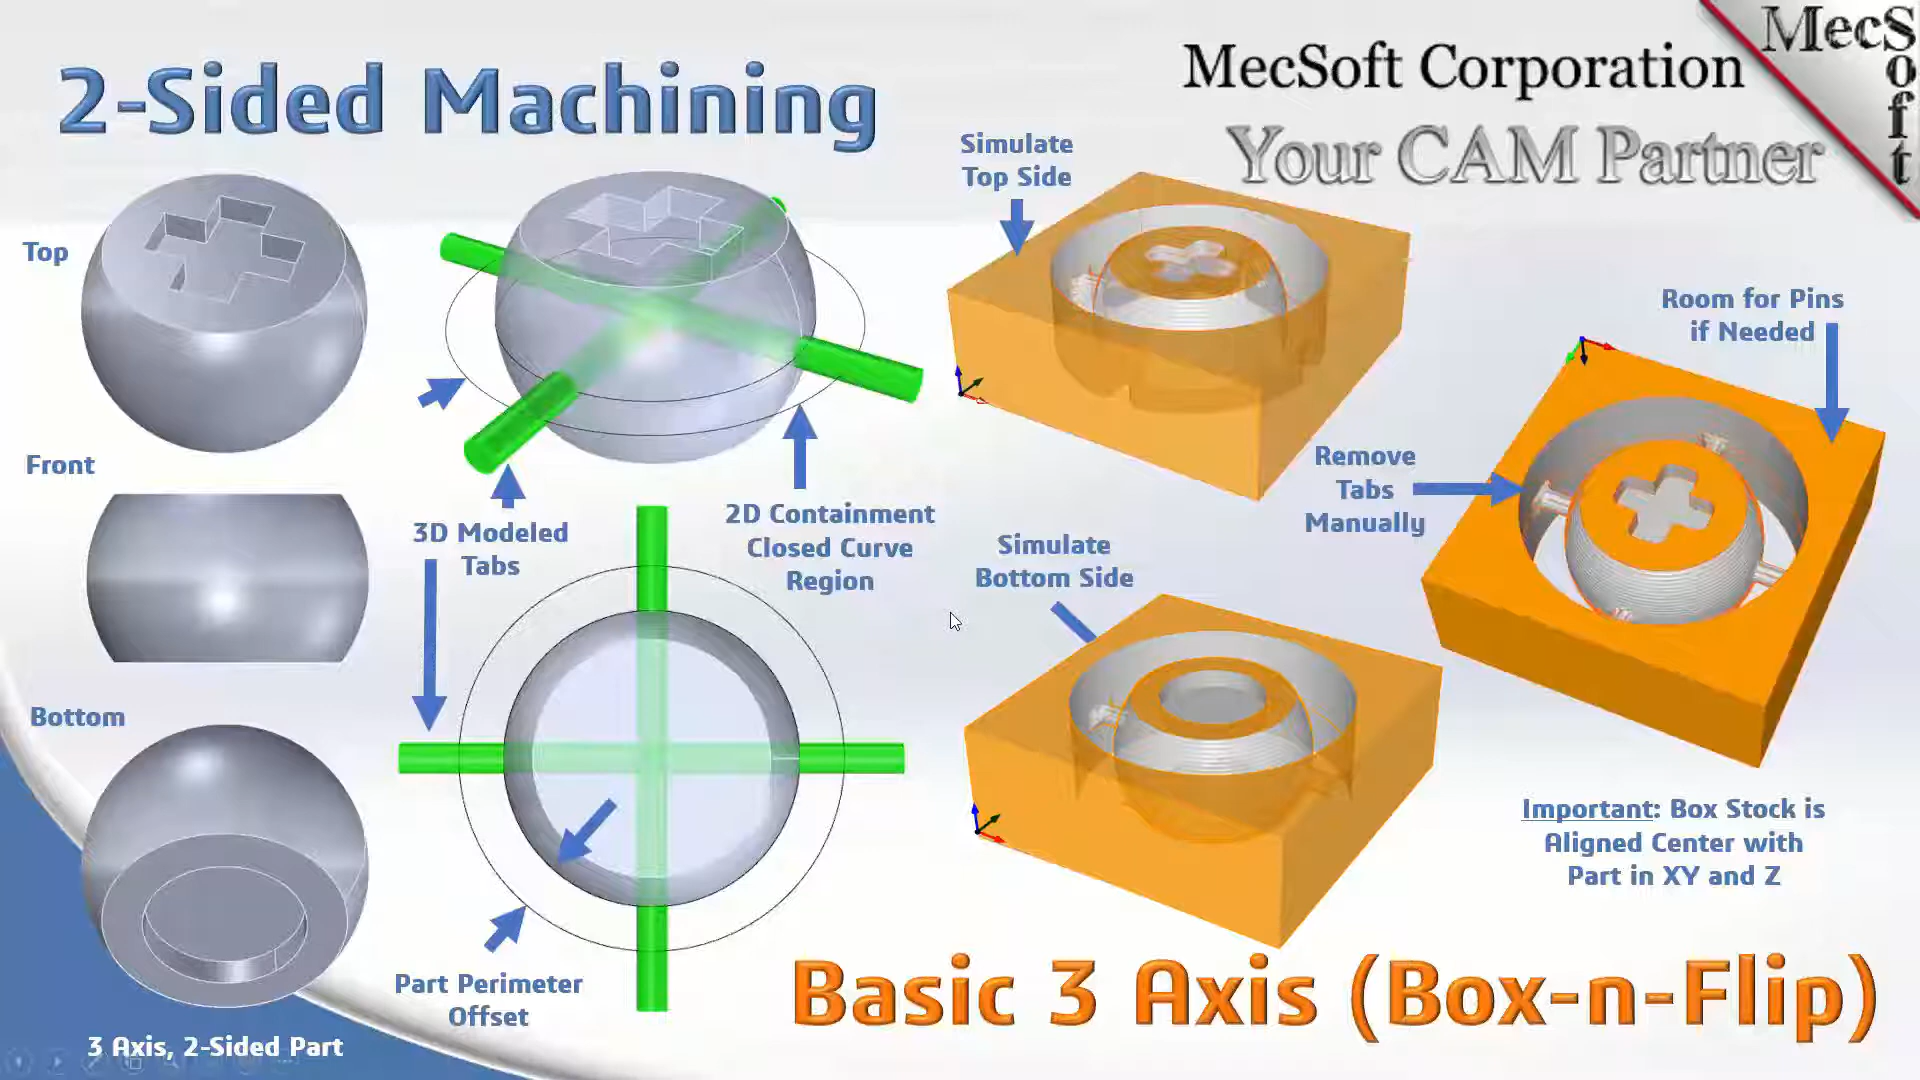 2-Sided Machining
MecSoft Corporation
Your CAM Partner
MecSoft
Top
Front
Bottom
3 Axis, 2-Sided Part
3D Modeled
Tabs
2D Containment
Closed Curve
Region
Part Perimeter
Offset
Simulate
Top Side
Simulate
Bottom Side
Remove
Tabs
Manually
Room for Pins
if Needed
Important: Box Stock is
Aligned Center with
Part in XY and Z
Basic 3 Axis (Box-n-Flip)